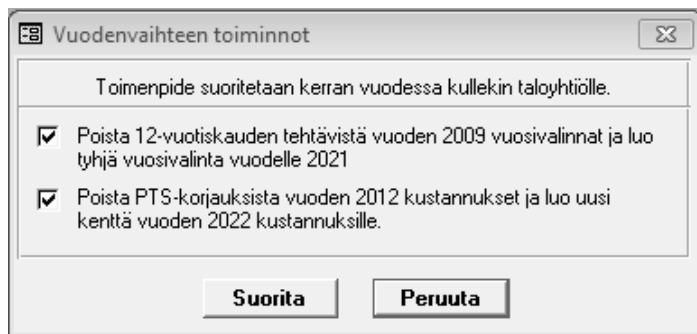 Vuodenvaihteen toiminnot
Toimenpide suoritetaan kerran vuodessa kullekin taloyhtiölle.
Poista 12-vuotiskauden tehtävistä vuoden 2009 vuosivalinnat ja luo
tyhjä vuosivalinta vuodelle 2021
Poista PTS-korjauksista vuoden 2012 kustannukset ja luo uusi
kenttä vuoden 2022 kustannuksille.
Suorita Peruuta